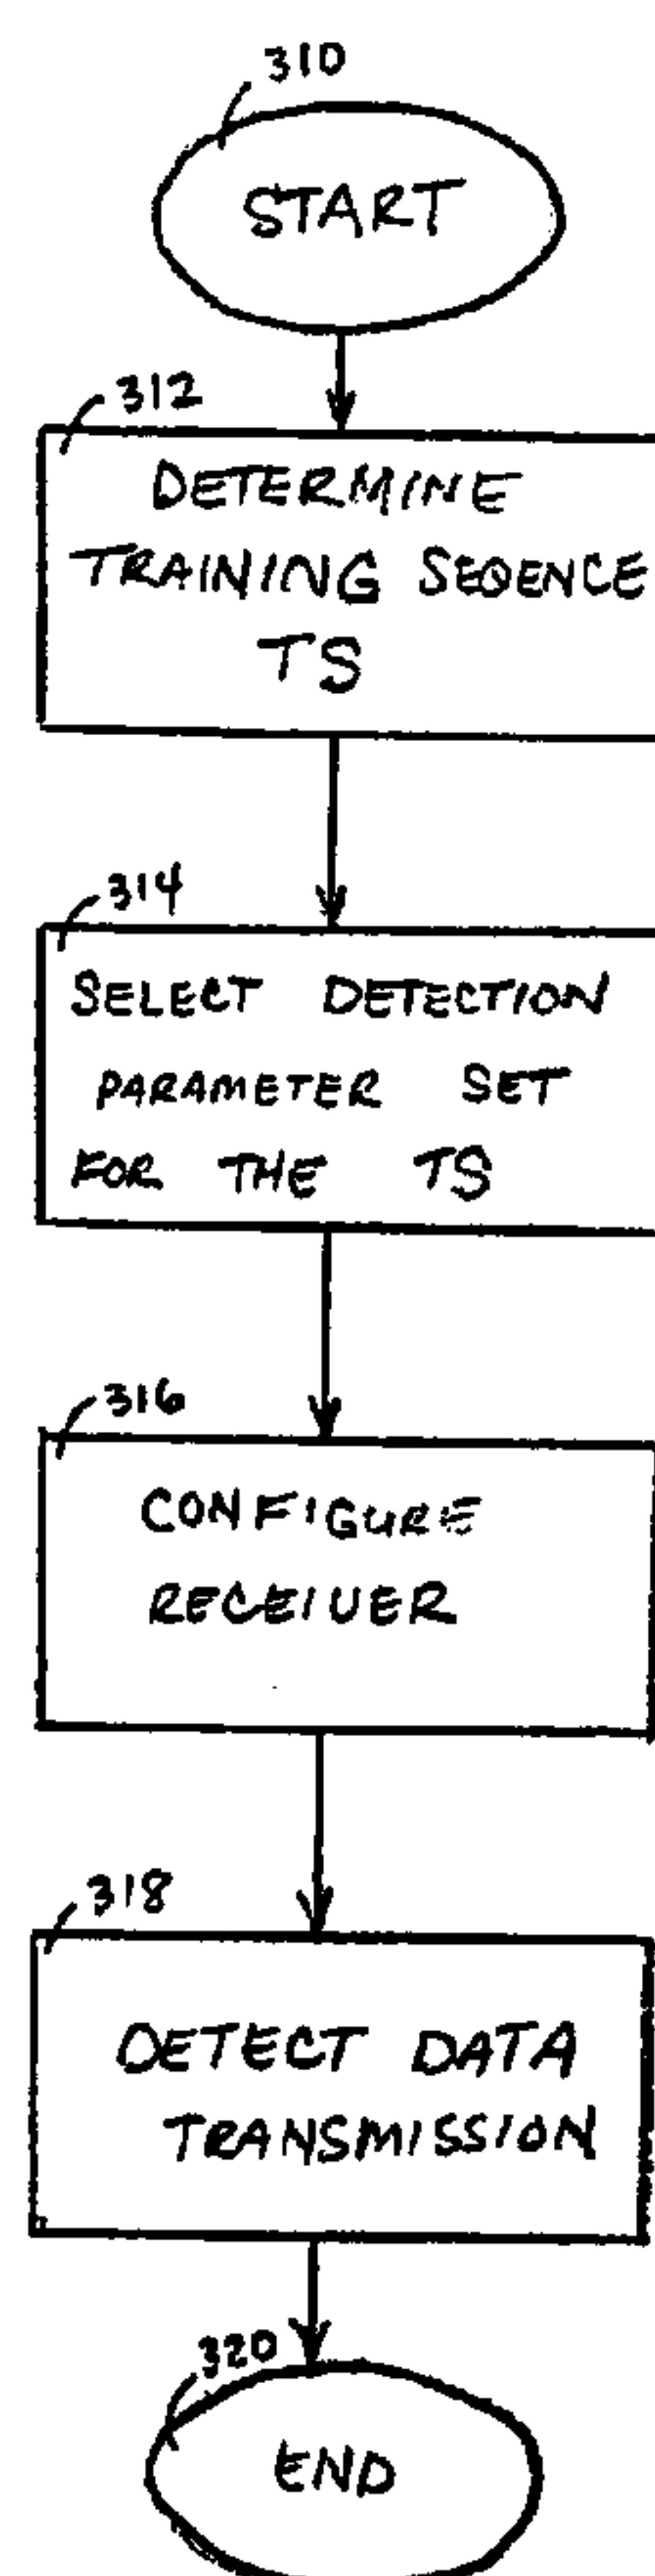 310
START
312
DETERMINE
TRAINING SEQENCE
TS
314
SELECT DETECTION
PARAMETER SET
FOR THE TS
316
CONFIGURE
RECEIVER
318
DETECT DATA
TRANSMISSION
320
END